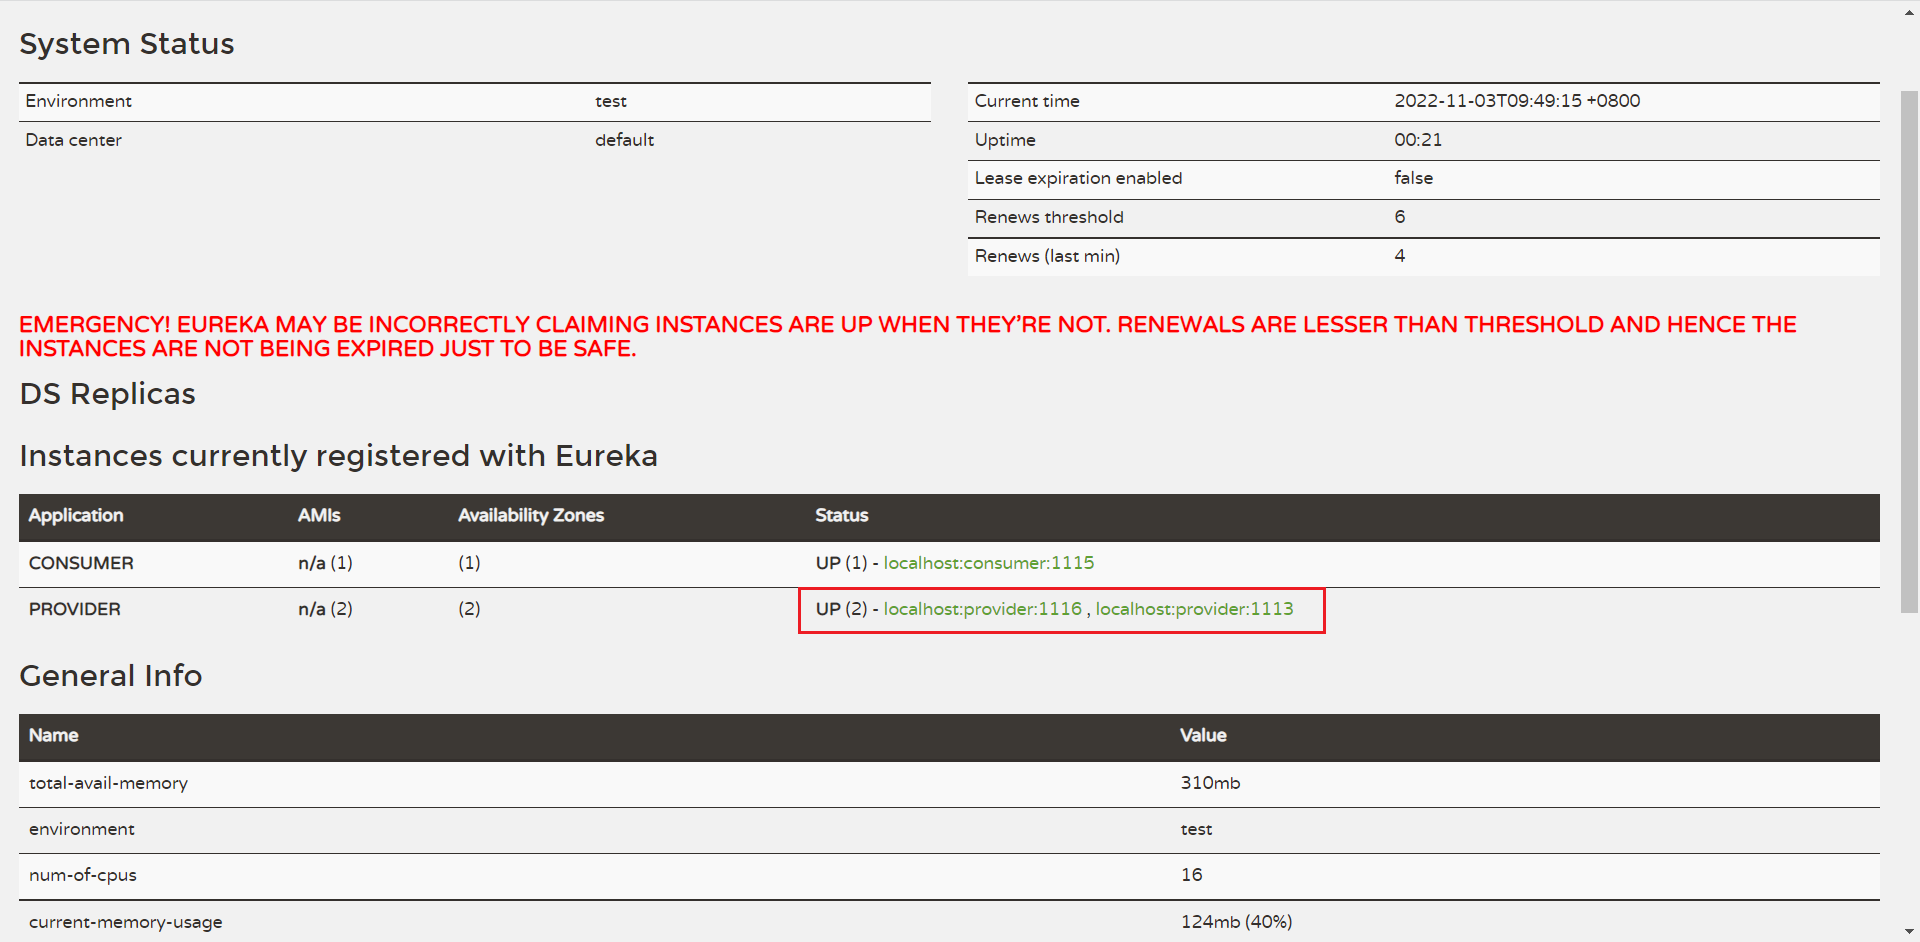 System Status
Environment test
Data center default
Current time 2022-11-03T09:49:15 +0800
Uptime 00:21
Lease expiration enabled false
Renews threshold 6
Renews (last min) 4
EMERGENCY! EUREKA MAY BE INCORRECTLY CLAIMING INSTANCES ARE UP WHEN THEY'RE NOT. RENEWALS ARE LESSER THAN THRESHOLD AND HENCE THE
INSTANCES ARE NOT BEING EXPIRED JUST TO BE SAFE.
DS Replicas
Instances currently registered with Eureka
Application AMIs Availability Zones Status
CONSUMER n/a (1) (1) UP (1) - localhost:consumer:1115
PROVIDER n/a (2) (2) UP (2) - localhost:provider:1116 , localhost:provider:1113
General Info
Name Value
total-avail-memory 310mb
environment test
num-of-cpus 16
current-memory-usage 124mb (40%)